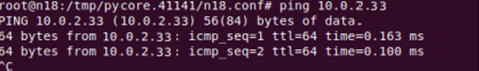 root@n18:/tmp/pycore.41141/n18.conf# ping 10.0.2.33
PING 10.0.2.33 (10.0.2.33) 56(84) bytes of data.
64 bytes from 10.0.2.33: icmp_seq=1 ttl=64 time=0.163 ms
64 bytes from 10.0.2.33: icmp_seq=2 ttl=64 time=0.100 ms
^C